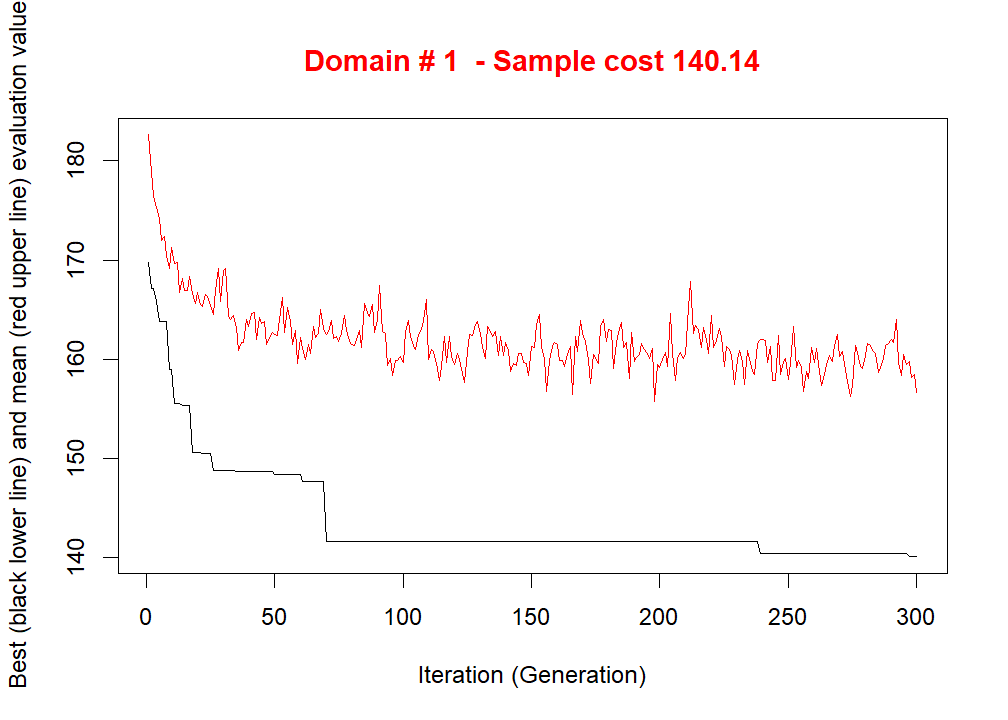 Domain # 1 - Sample cost 140.14
Best (black lower line) and mean (red upper line) evaluation value
180
170
160
150
140
0 50 100 150 200 250 300
Iteration (Generation)